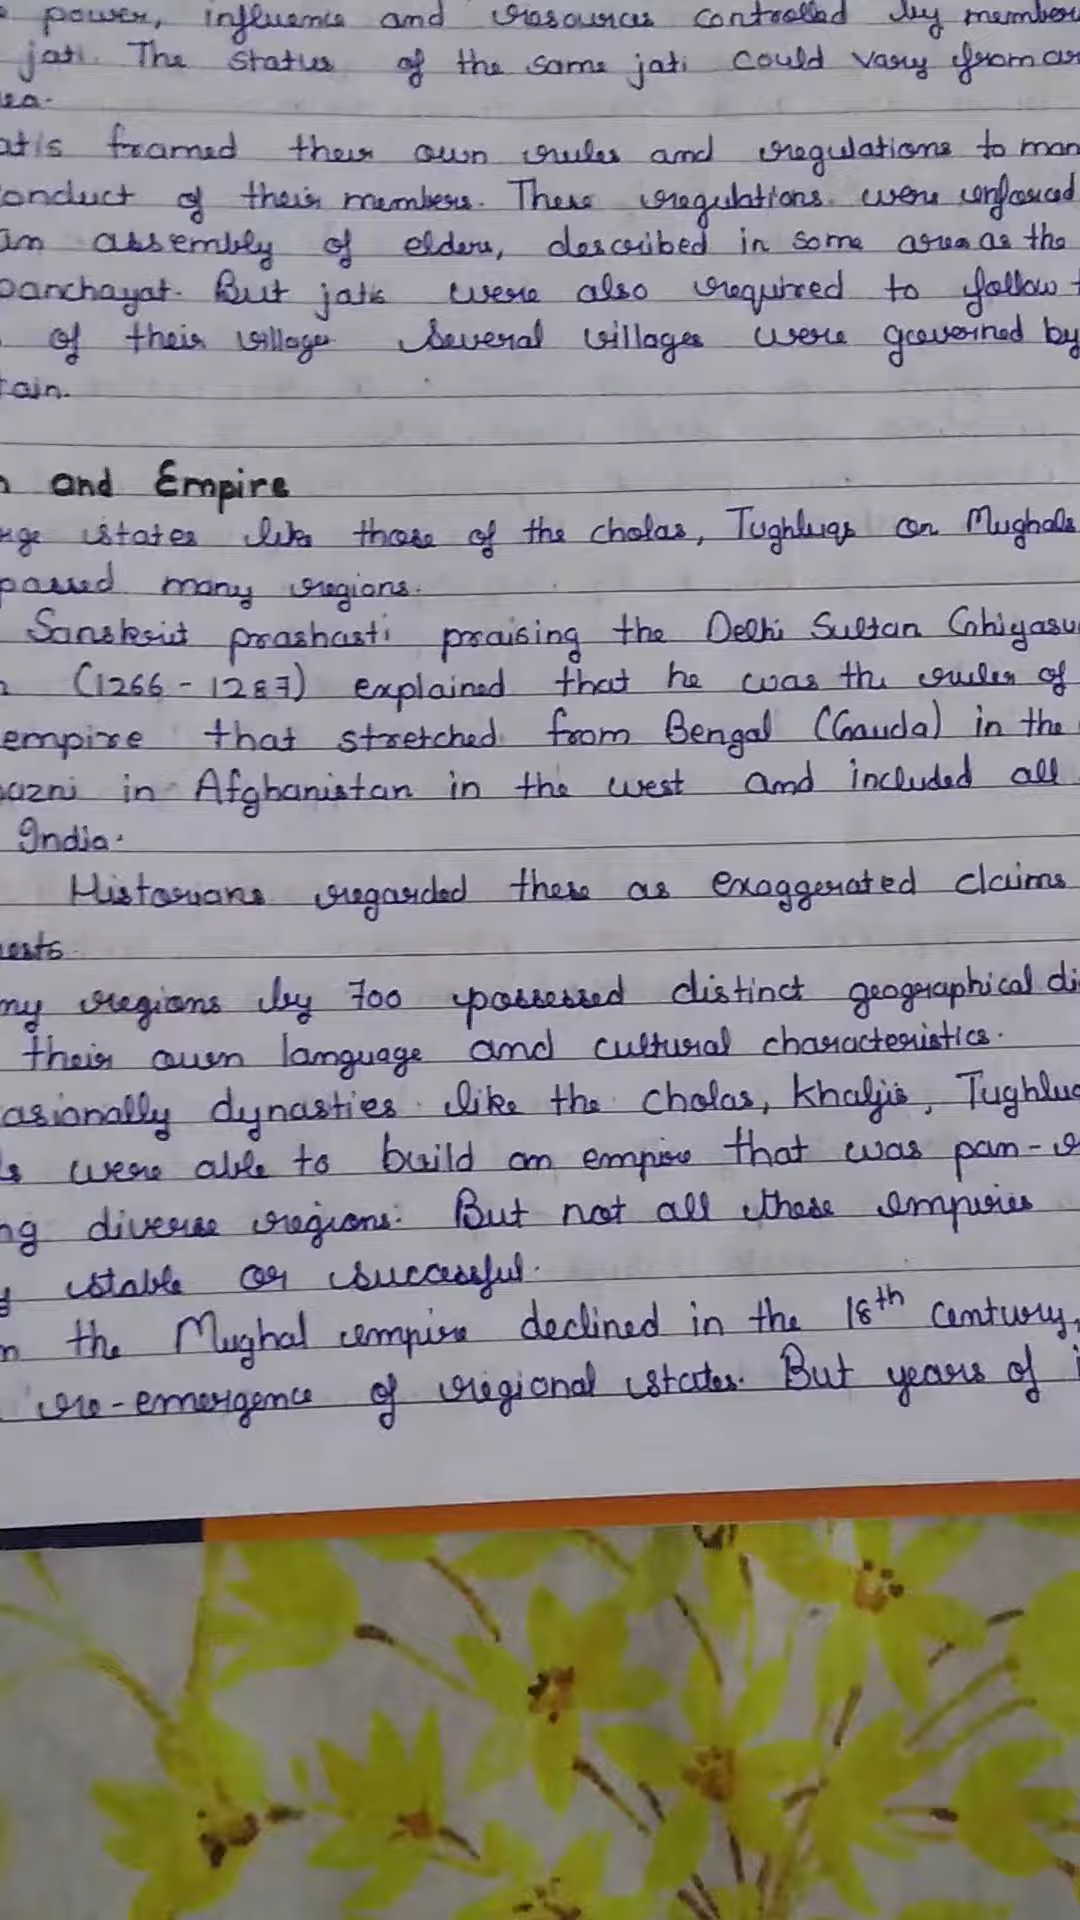 power, influence and resources controlled by member
jati. The status of the same jati could vary from ar
ea.
atis framed their own rules and regulations to man
onduct of their members. These regulations were enforced
an assembly of elders, described in some areas as the
panchayat. But jatis were also required to follow
of their village Several villages were governed by
tain.
and Empire
rge states like those of the cholas, Tughluqs or Mughals
passed many regions.
Sanskrit prashasti praising the Delhi Sultan Ghiyasu
(1266 - 1287) explained that he was the ruler of
empire that stretched from Bengal (Gauda) in the
azni in Afghanistan in the west and included all
India.
Historians regarded these as exaggerated claims
ests
ny regions by 700 possessed distinct geographical di
their own language and cultural characteristics.
asionally dynasties like the cholas, Khaljis, Tughluq
s were able to build an empire that was pan-r
ng diverse regions. But not all these empires
stable or successful.
n the Mughal empire declined in the 18th century,
re-emergence of regional states. But years of i